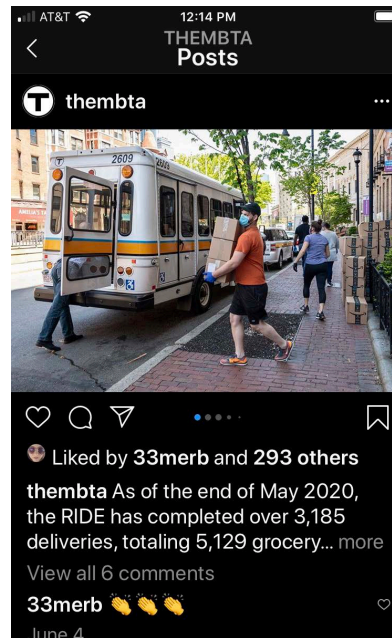 AT&T 12:14 PM
THEMBTA
Posts
T thembta
T 2609
Liked by 33merb and 293 others
thembta As of the end of May 2020,
the RIDE has completed over 3,185
deliveries, totaling 5,129 grocery... more
View all 6 comments
33merb 👏👏👏
June 4